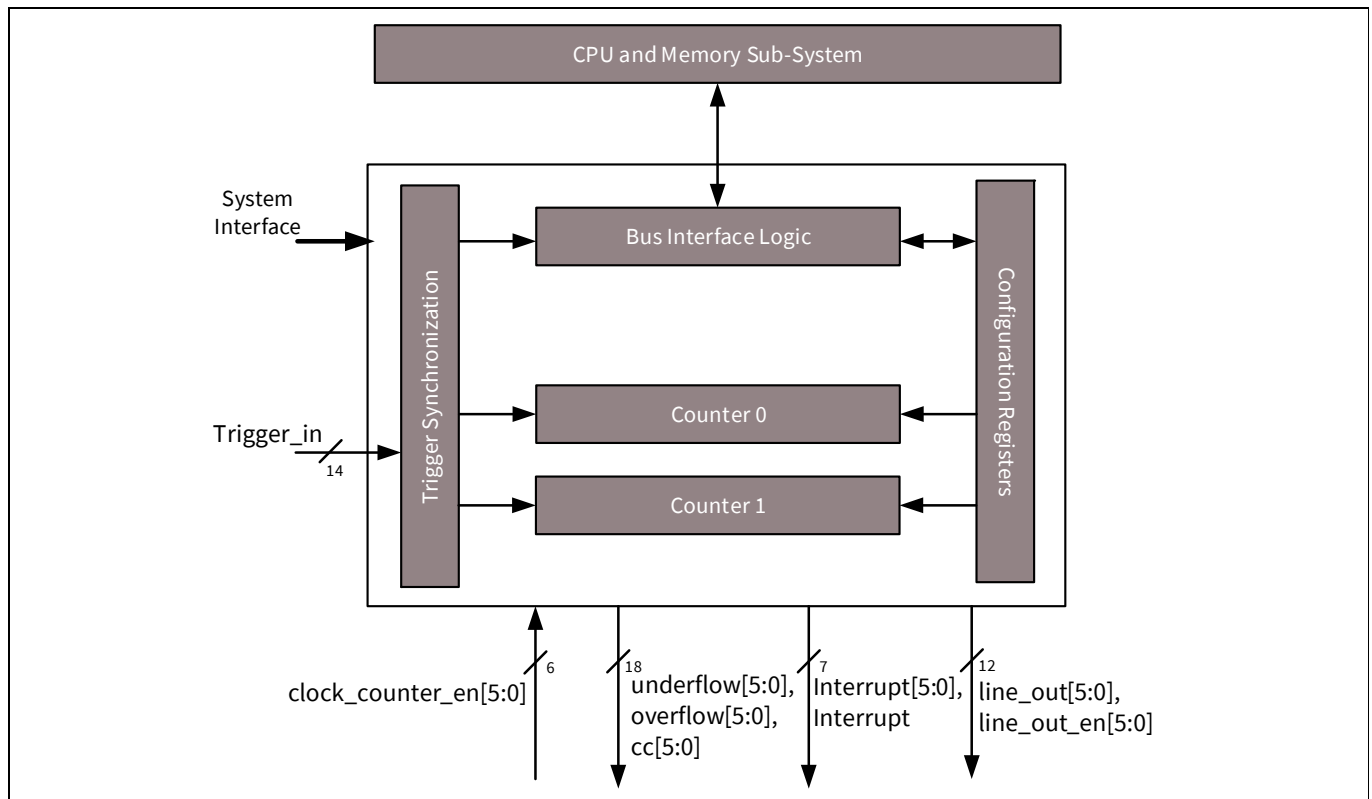 CPU and Memory Sub-System
System
Interface
Bus Interface Logic
Trigger Synchronization
Configuration Registers
Counter 0
Trigger_in
14
Counter 1
6
18
7
12
clock_counter_en[5:0]
underflow[5:0],
overflow[5:0],
cc[5:0]
Interrupt[5:0],
Interrupt
line_out[5:0],
line_out_en[5:0]